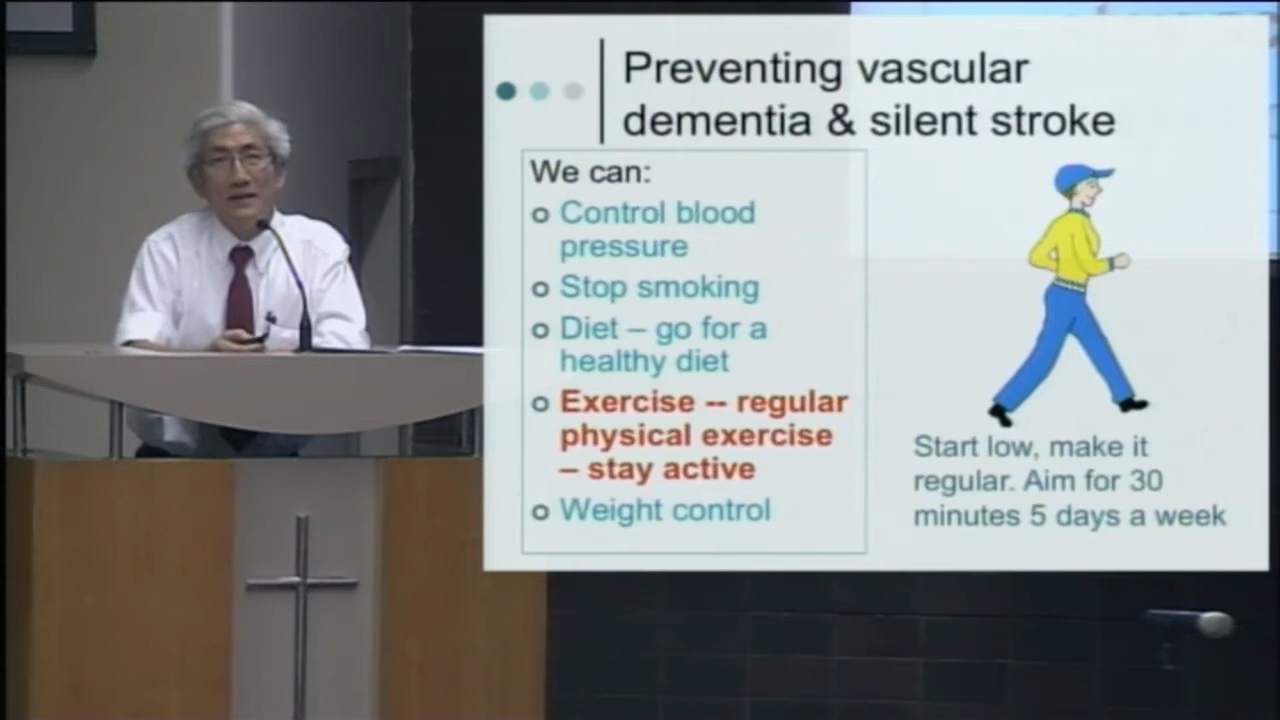 Preventing vascular
dementia & silent stroke
We can:
Control blood
pressure
Stop smoking
Diet – go for a
healthy diet
Exercise -- regular
physical exercise
– stay active
Weight control
Start low, make it
regular. Aim for 30
minutes 5 days a week